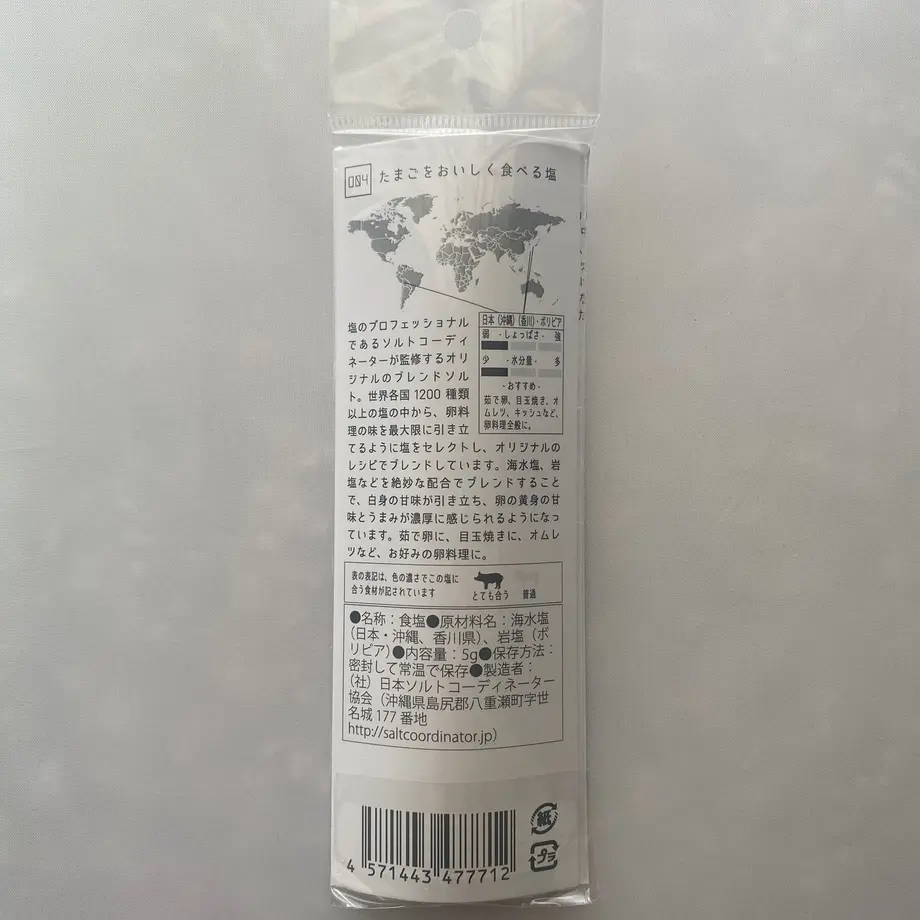 004 たまごをおいしく食べる塩
日本(沖縄)(香川)・ボリビア
弱 - しょっぱさ - 強
少 - 水分量 - 多
- おすすめ -
茹で卵、目玉焼き、オ
ムレツ、キッシュなど、
卵料理全般に。
塩のプロフェッショナル
であるソルトコーディ
ネーターが監修するオリ
ジナルのブレンドソル
ト。世界各国 1200 種類
以上の塩の中から、卵料
理の味を最大限に引き立
てるように塩をセレクトし、オリジナルの
レシピでブレンドしています。海水塩、岩
塩などを絶妙な配合でブレンドすること
で、白身の甘味が引き立ち、卵の黄身の甘
味とうまみが濃厚に感じられるようになっ
ています。茹で卵に、目玉焼きに、オムレ
ツなど、お好みの卵料理に。
表の表記は、色の濃さでこの塩に
合う食材が記されています
とても合う 普通
●名称：食塩●原材料名：海水塩
（日本・沖縄、香川県）、岩塩（ボ
リビア）●内容量：5g●保存方法：
密封して常温で保存●製造者：
（社）日本ソルトコーディネーター
協会（沖縄県島尻郡八重瀬町字世
名城 177 番地
http://saltcoordinator.jp）
4 571443 477712
紙
プラ